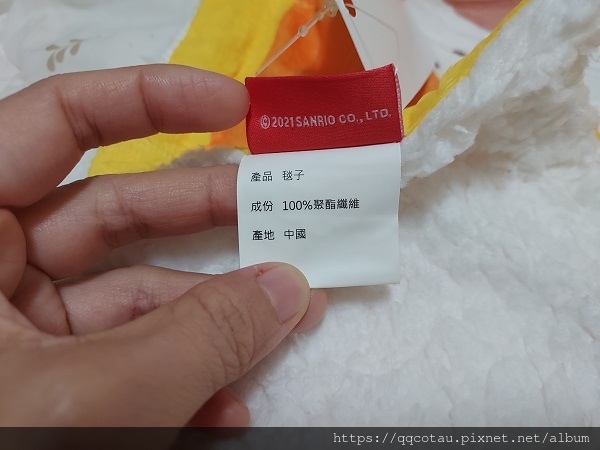 ©2021 SANRIO CO., LTD.
產品 毯子
成份 100%聚酯纖維
產地 中國
https://qqcotau.pixnet.net/album